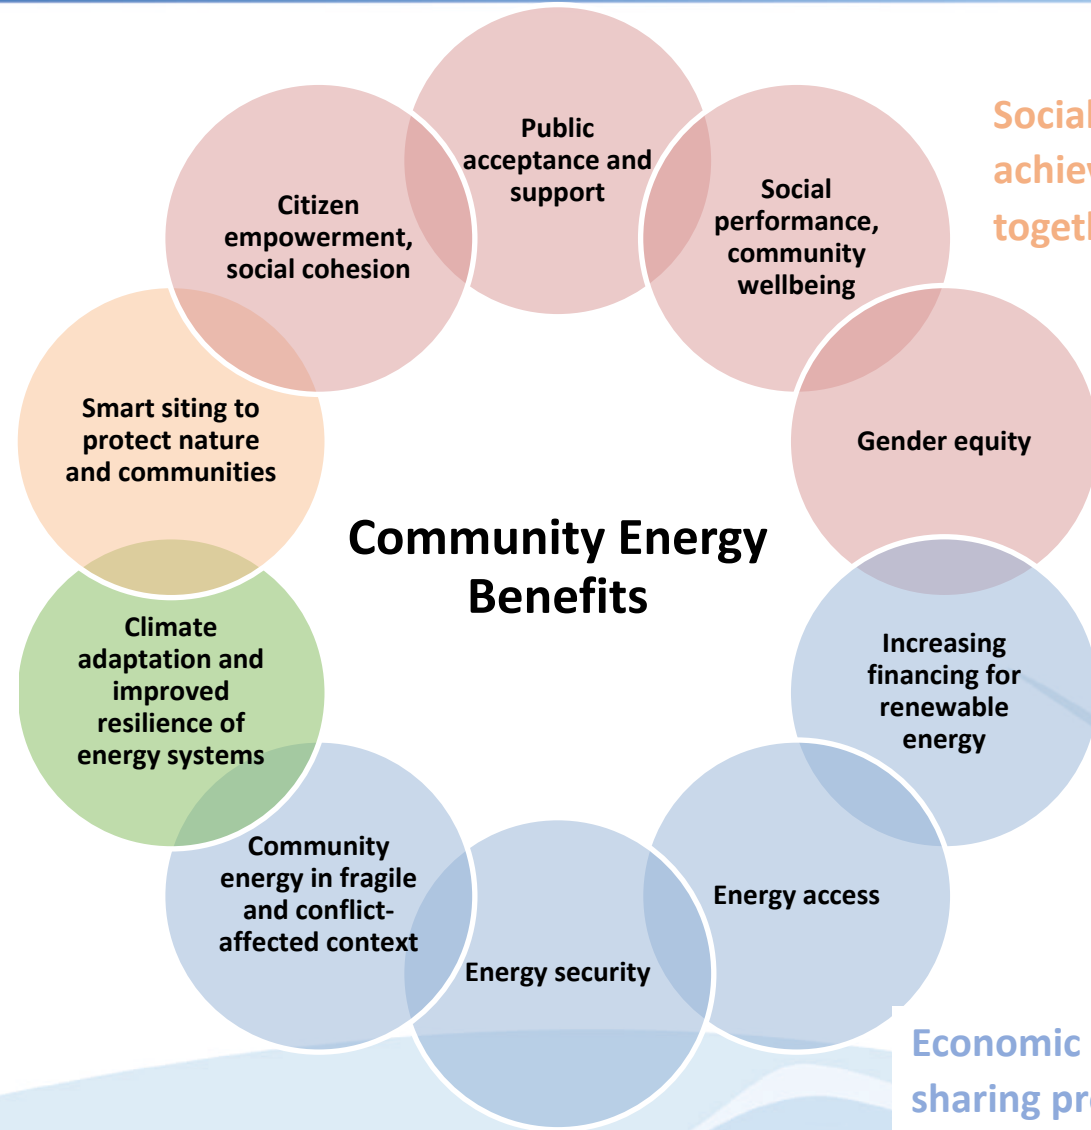 Public
acceptance and
support
Social
performance,
community
wellbeing
Gender equity
Increasing
financing for
renewable
energy
Energy access
Energy security
Community
energy in fragile
and conflict-
affected context
Climate
adaptation and
improved
resilience of
energy systems
Smart siting to
protect nature
and communities
Citizen
empowerment,
social cohesion
Community Energy
Benefits
Social
Economic
sharing